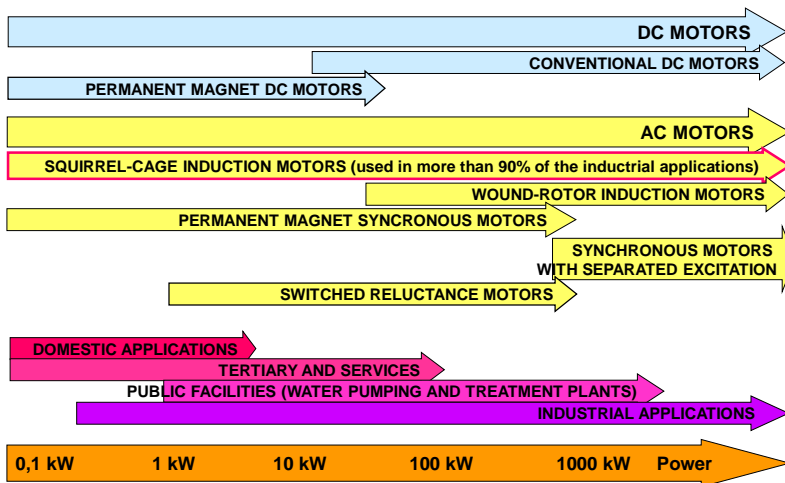 DC MOTORS
CONVENTIONAL DC MOTORS
PERMANENT MAGNET DC MOTORS
AC MOTORS
SQUIRREL-CAGE INDUCTION MOTORS (used in more than 90% of the inductrial applications)
WOUND-ROTOR INDUCTION MOTORS
PERMANENT MAGNET SYNCRONOUS MOTORS
SYNCHRONOUS MOTORS
WITH SEPARATED EXCITATION
SWITCHED RELUCTANCE MOTORS
DOMESTIC APPLICATIONS
TERTIARY AND SERVICES
PUBLIC FACILITIES (WATER PUMPING AND TREATMENT PLANTS)
INDUSTRIAL APPLICATIONS
0,1 kW 1 kW 10 kW 100 kW 1000 kW Power